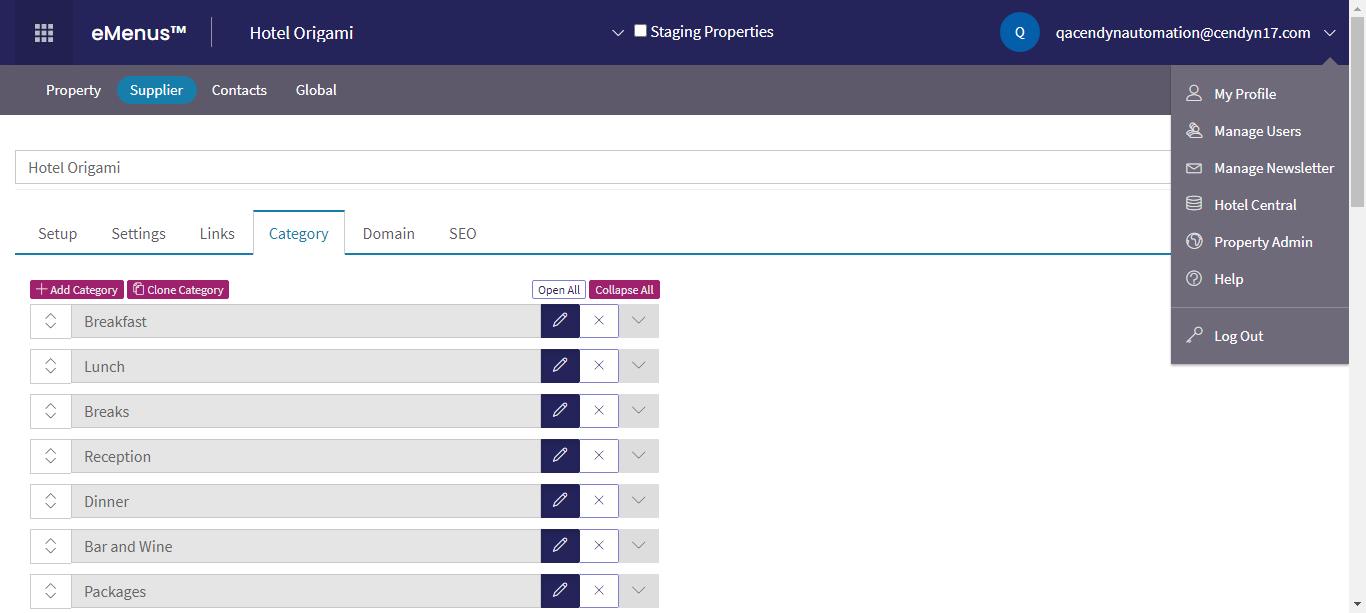 eMenus™ Hotel Origami Staging Properties Q qacendynautomation@cendyn17.com
Property Supplier Contacts Global
My Profile
Manage Users
Manage Newsletter
Hotel Central
Property Admin
Help
Log Out
Hotel Origami
Setup Settings Links Category Domain SEO
Add Category Clone Category Open All Collapse All
Breakfast
Lunch
Breaks
Reception
Dinner
Bar and Wine
Packages